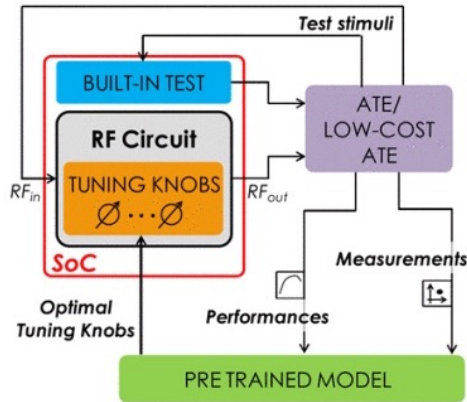 Test stimuli
BUILT-IN TEST
ATE/
LOW-COST
ATE
RF Circuit
TUNING KNOBS
...
RFin
RFout
SoC
Optimal
Tuning Knobs
Measurements
Performances
PRE TRAINED MODEL